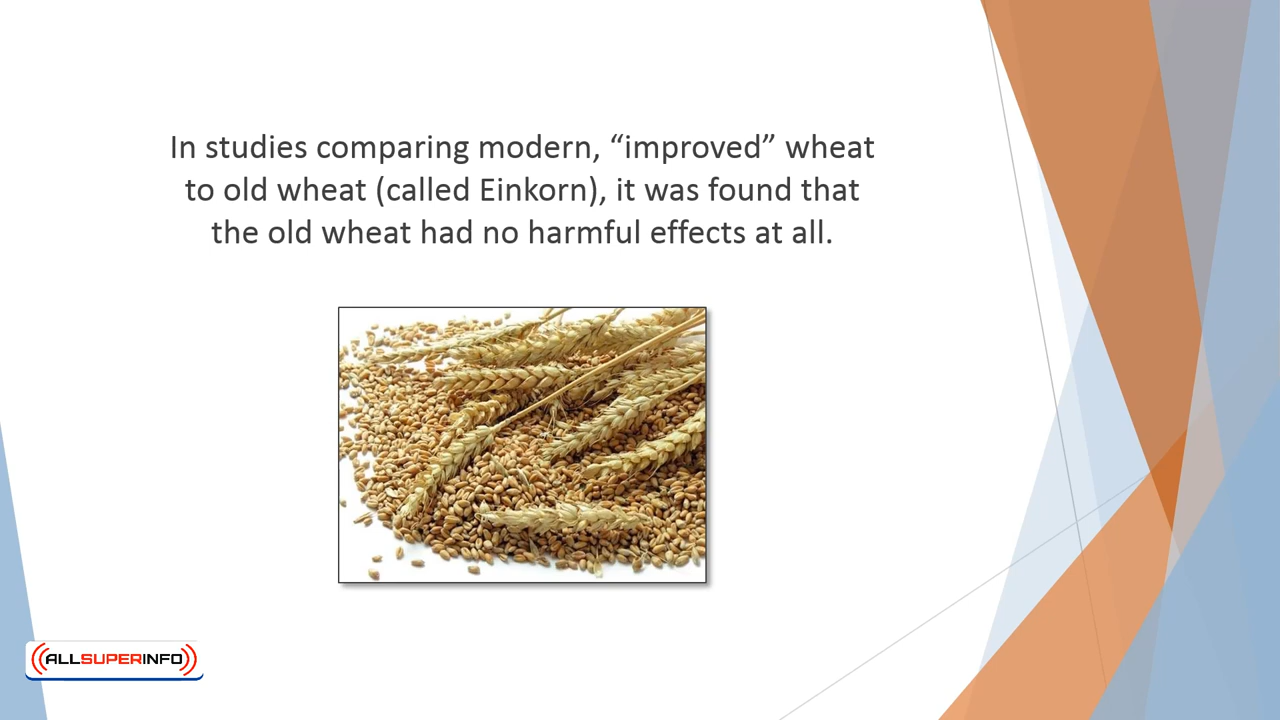 In studies comparing modern, “improved” wheat
to old wheat (called Einkorn), it was found that
the old wheat had no harmful effects at all.
ALLSUPERINFO